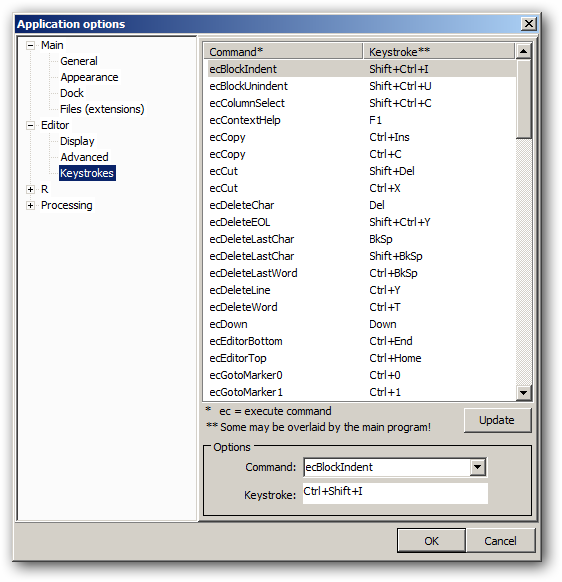 Application options
Main
General
Appearance
Dock
Files (extensions)
Editor
Display
Advanced
Keystrokes
R
Processing
Command* Keystroke**
ecBlockIndent Shift+Ctrl+I
ecBlockUnindent Shift+Ctrl+U
ecColumnSelect Shift+Ctrl+C
ecContextHelp F1
ecCopy Ctrl+Ins
ecCopy Ctrl+C
ecCut Shift+Del
ecCut Ctrl+X
ecDeleteChar Del
ecDeleteEOL Shift+Ctrl+Y
ecDeleteLastChar BkSp
ecDeleteLastChar Shift+BkSp
ecDeleteLastWord Ctrl+BkSp
ecDeleteLine Ctrl+Y
ecDeleteWord Ctrl+T
ecDown Down
ecEditorBottom Ctrl+End
ecEditorTop Ctrl+Home
ecGotoMarker0 Ctrl+0
ecGotoMarker1 Ctrl+1
* ec = execute command
** Some may be overlaid by the main program!
Update
Options
Command: ecBlockIndent
Keystroke: Ctrl+Shift+I
OK Cancel